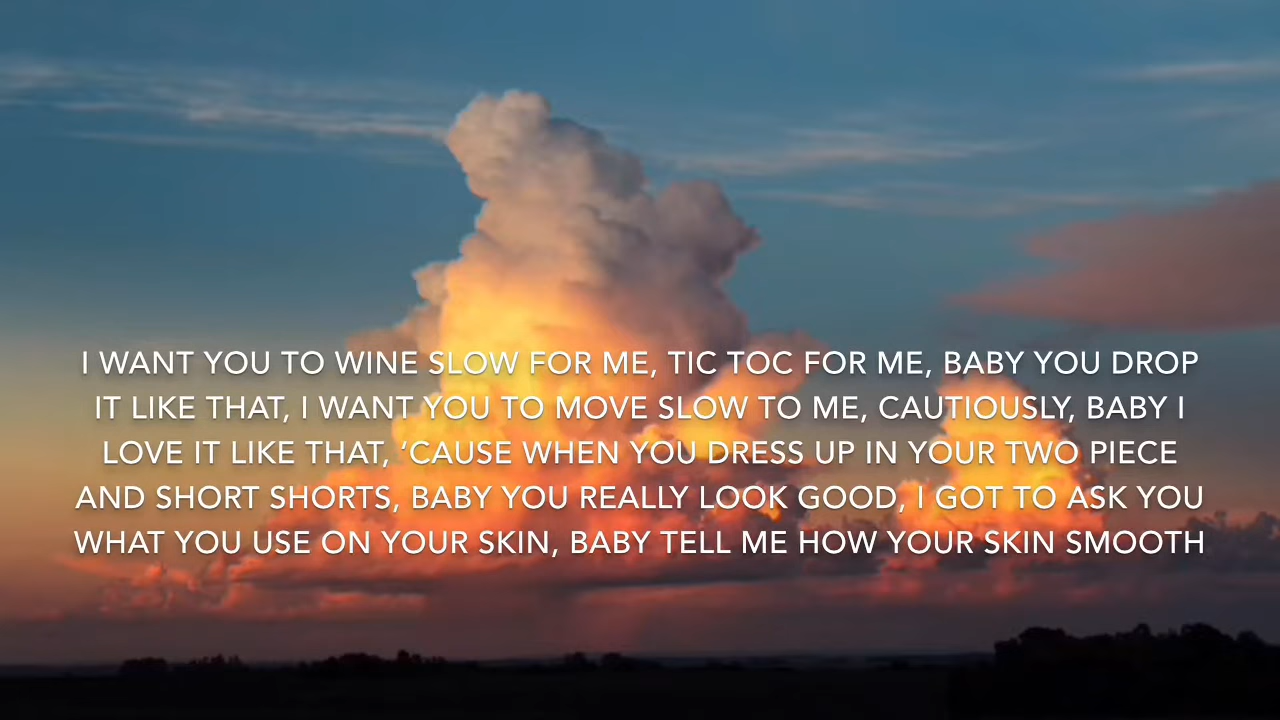 I WANT YOU TO WINE SLOW FOR ME, TIC TOC FOR ME, BABY YOU DROP
IT LIKE THAT, I WANT YOU TO MOVE SLOW TO ME, CAUTIOUSLY, BABY I
LOVE IT LIKE THAT, ‘CAUSE WHEN YOU DRESS UP IN YOUR TWO PIECE
AND SHORT SHORTS, BABY YOU REALLY LOOK GOOD, I GOT TO ASK YOU
WHAT YOU USE ON YOUR SKIN, BABY TELL ME HOW YOUR SKIN SMOOTH